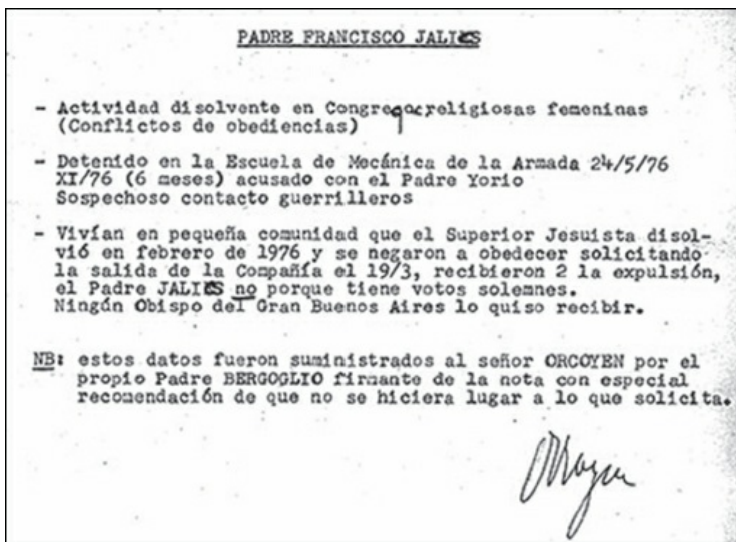 PADRE FRANCISCO JALICS
- Actividad disolvente en Congregac religiosas femeninas
(Conflictos de obediencias)
- Detenido en la Escuela de Mecánica de la Armada 24/5/76
XI/76 (6 meses) acusado con el Padre Yorio
Sospechoso contacto guerrilleros
- Vivían en pequeña comunidad que el Superior Jesuista disol-
vió en febrero de 1976 y se negaron a obedecer solicitando
la salida de la Compañía el 19/3, recibieron 2 la expulsión,
el Padre JALICS no porque tiene votos solemnes.
Ningún Obispo del Gran Buenos Aires lo quiso recibir.
NB: estos datos fueron suministrados al señor ORCOYEN por el
propio Padre BERGOGLIO firmante de la nota con especial
recomendación de que no se hiciera lugar a lo que solicita.